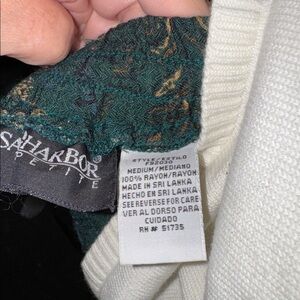 SAHARBOR
PETITE
STYLE/ESTILO
F92030
MEDIUM/MEDIANO
100% RAYON/RAYON
MADE IN SRI LANKA
HECHO EN SRI LANKA
SEE REVERSE FOR CARE
VER AL DORSO PARA
CUIDADO
RN# 51735